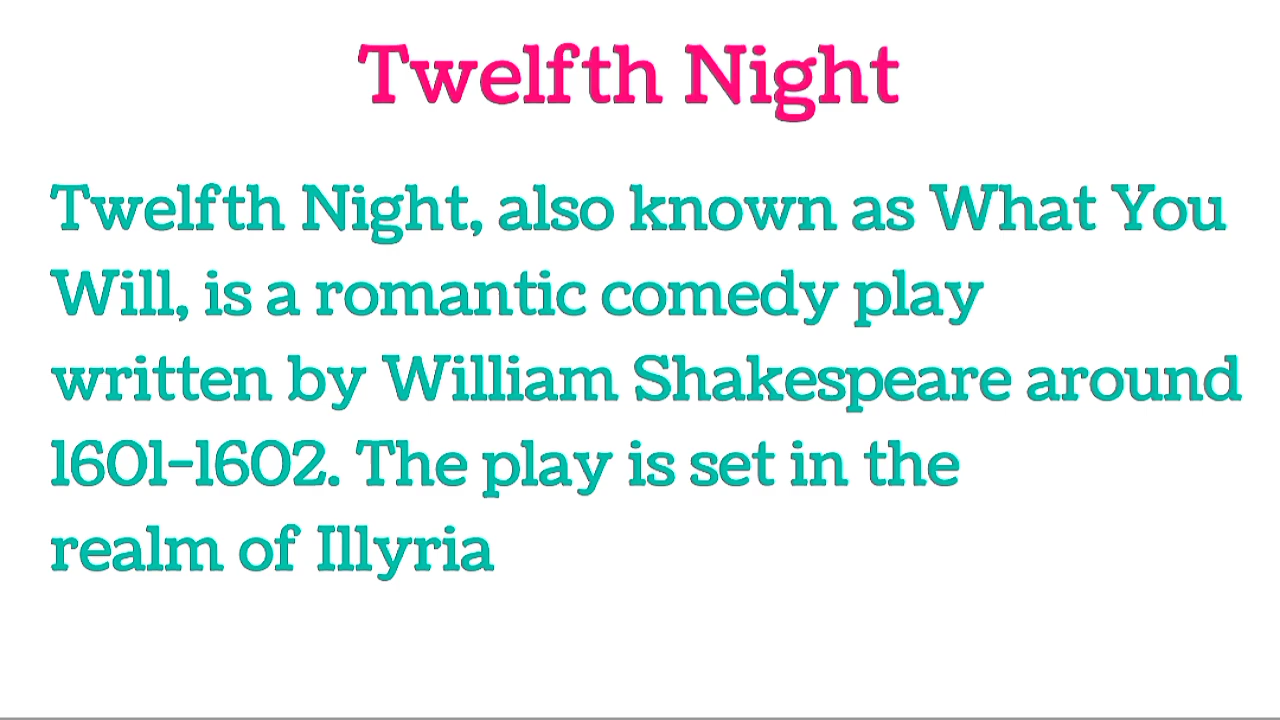 Twelfth Night
Twelfth Night, also known as What You
Will, is a romantic comedy play
written by William Shakespeare around
1601-1602. The play is set in the
realm of Illyria